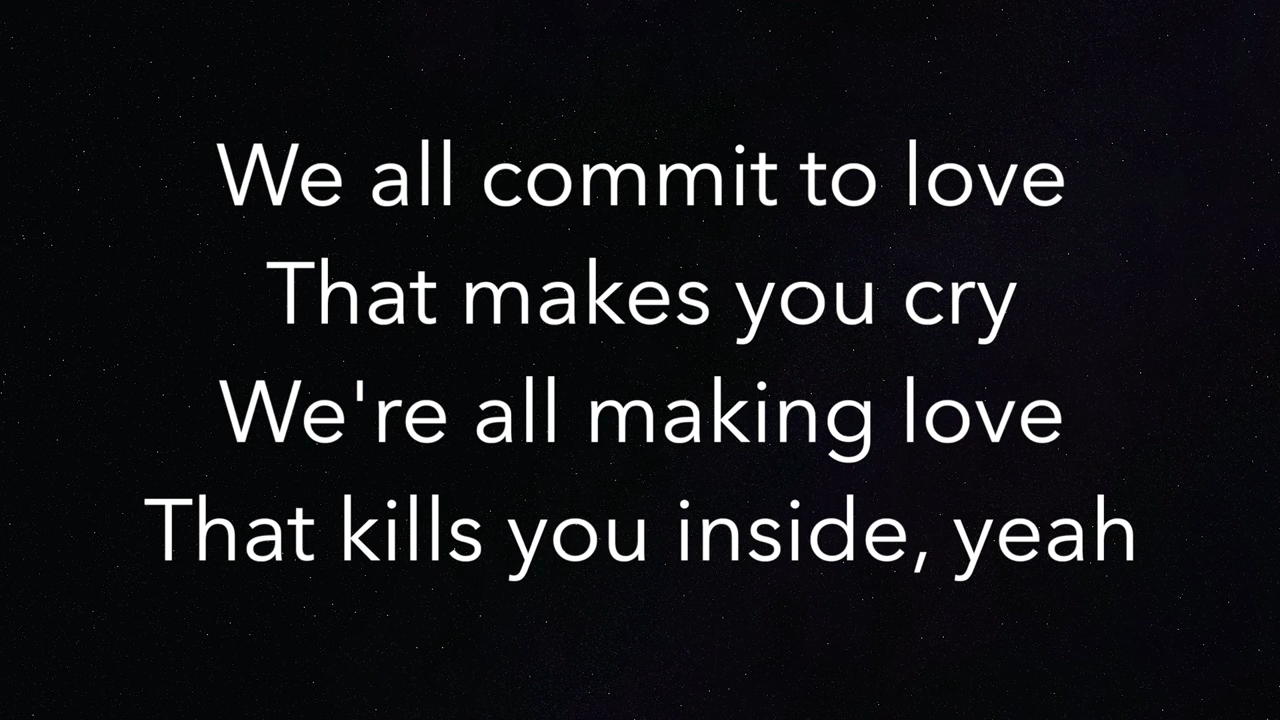 We all commit to love
That makes you cry
We're all making love
That kills you inside, yeah